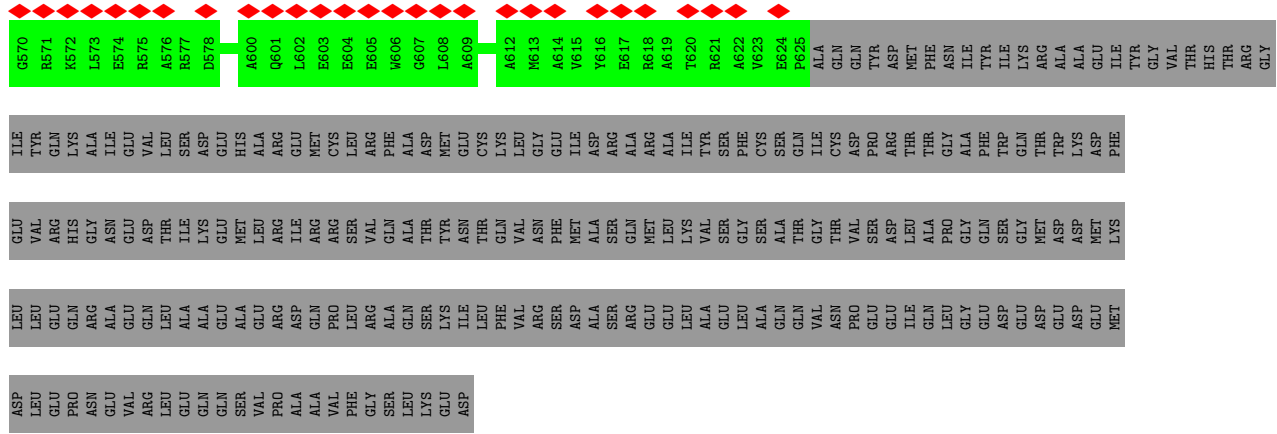 G570 R571 K572 L573 E574 R575 A576 R577 D578 A600 Q601 L602 E603 E604 E605 W606 G607 L608 A609 A612 M613 A614 V615 Y616 E617 R618 A619 T620 R621 A622 V623 E624 P625 ALA GLN GLN TYR ASP MET PHE ASN ILE TYR ILE LYS ARG ALA ALA GLU ILE TYR GLY VAL THR HIS THR ARG GLY
ILE TYR GLN LYS ALA ILE GLU VAL LEU SER ASP GLU HIS ALA ARG GLU MET CYS LEU ARG PHE ALA ASP MET GLU CYS LYS LEU GLY GLU ILE ASP ARG ALA ARG ALA ILE TYR SER PHE CYS SER GLN ILE CYS ASP PRO ARG THR THR GLY ALA PHE TRP GLN THR TRP LYS ASP PHE
GLU VAL ARG HIS GLY ASN GLU ASP THR ILE LYS GLU MET LEU ARG ILE ARG ARG SER VAL GLN ALA THR TYR ASN THR GLN VAL ASN PHE MET ALA SER GLN MET LEU LYS VAL SER GLY SER ALA THR GLY THR VAL SER ASP LEU ALA PRO GLY GLN SER GLY MET ASP ASP MET LYS
LEU LEU GLU GLN ARG ALA GLU GLN LEU ALA ALA GLU ALA GLU ARG ASP GLN PRO LEU ARG ALA GLN SER LYS ILE LEU PHE VAL ARG SER ASP ALA SER ARG GLU GLU LEU ALA GLU LEU ALA GLN GLN VAL ASN PRO GLU GLU ILE GLN LEU GLY GLU ASP GLU ASP GLU ASP GLU MET
ASP LEU GLU PRO ASN GLU VAL ARG LEU GLU GLN GLN SER VAL PRO ALA ALA VAL PHE GLY SER LEU LYS GLU ASP